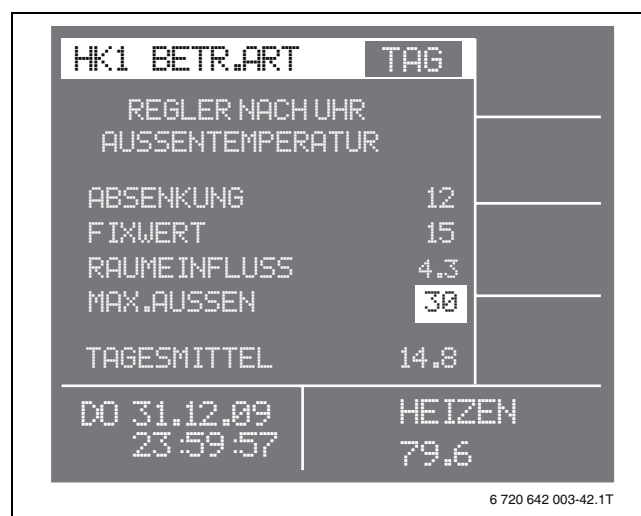 HK1 BETR.ART TAG
REGLER NACH UHR
AUSSENTEMPERATUR
ABSENKUNG 12
FIXWERT 15
RAUMEINFLUSS 4.3
MAX.AUSSEN 30
TAGESMITTEL 14.8
DO 31.12.09
23:59:57
HEIZEN
79.6
6 720 642 003-42.1T